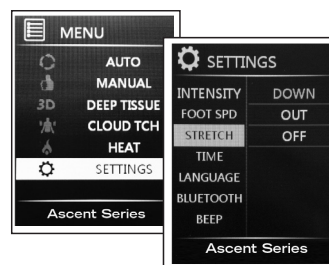 MENU
AUTO
MANUAL
3D DEEP TISSUE
CLOUD TCH
HEAT
SETTINGS
Ascent Series
SETTINGS
INTENSITY DOWN
FOOT SPD OUT
STRETCH OFF
TIME
LANGUAGE
BLUETOOTH
BEEP
Ascent Series